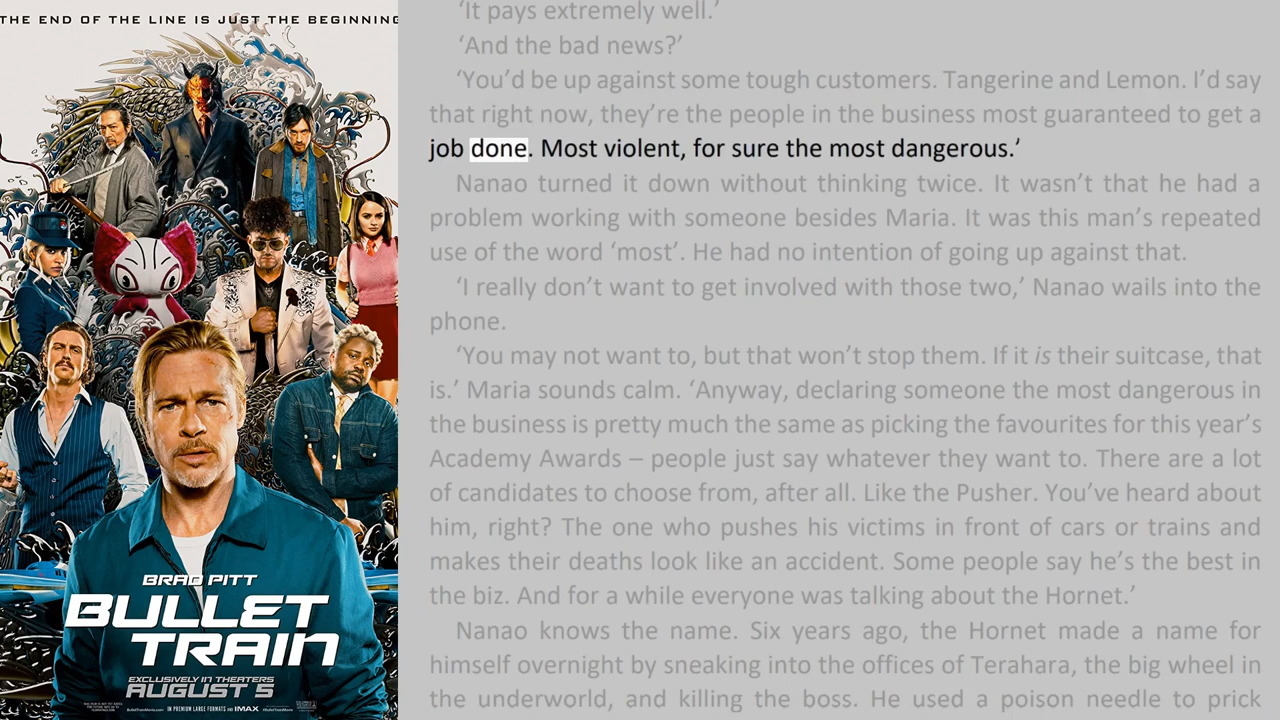 THE END OF THE LINE IS JUST THE BEGINNING
BRAD PITT
BULLET
TRAIN
EXCLUSIVELY IN THEATERS
AUGUST 5
BulletTrainMovie.com IN PREMIUM LARGE FORMATS AND IMAX #BulletTrainMovie
‘It pays extremely well.’
‘And the bad news?’
‘You’d be up against some tough customers. Tangerine and Lemon. I’d say
that right now, they’re the people in the business most guaranteed to get a
job done. Most violent, for sure the most dangerous.’
Nanao turned it down without thinking twice. It wasn’t that he had a
problem working with someone besides Maria. It was this man’s repeated
use of the word ‘most’. He had no intention of going up against that.
‘I really don’t want to get involved with those two,’ Nanao wails into the
phone.
‘You may not want to, but that won’t stop them. If it is their suitcase, that
is.’ Maria sounds calm. ‘Anyway, declaring someone the most dangerous in
the business is pretty much the same as picking the favourites for this year’s
Academy Awards – people just say whatever they want to. There are a lot
of candidates to choose from, after all. Like the Pusher. You’ve heard about
him, right? The one who pushes his victims in front of cars or trains and
makes their deaths look like an accident. Some people say he’s the best in
the biz. And for a while everyone was talking about the Hornet.’
Nanao knows the name. Six years ago, the Hornet made a name for
himself overnight by sneaking into the offices of Terahara, the big wheel in
the underworld, and killing the boss. He used a poison needle to prick